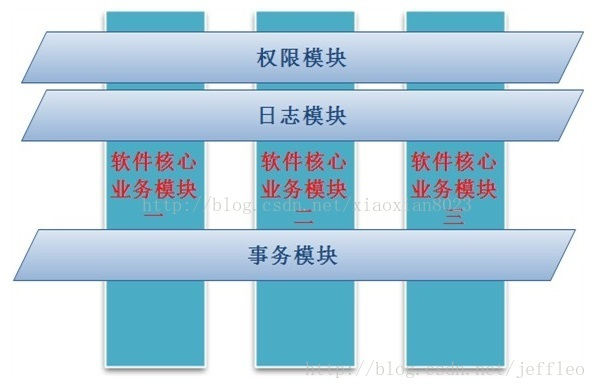 权限模块
日志模块
软件核心 软件核心 软件核心
业务模块 业务模块 业务模块
一 二 三
http://blog.csdn.net/xiaoxian8023
事务模块
http://blog.csdn.net/jeffleo